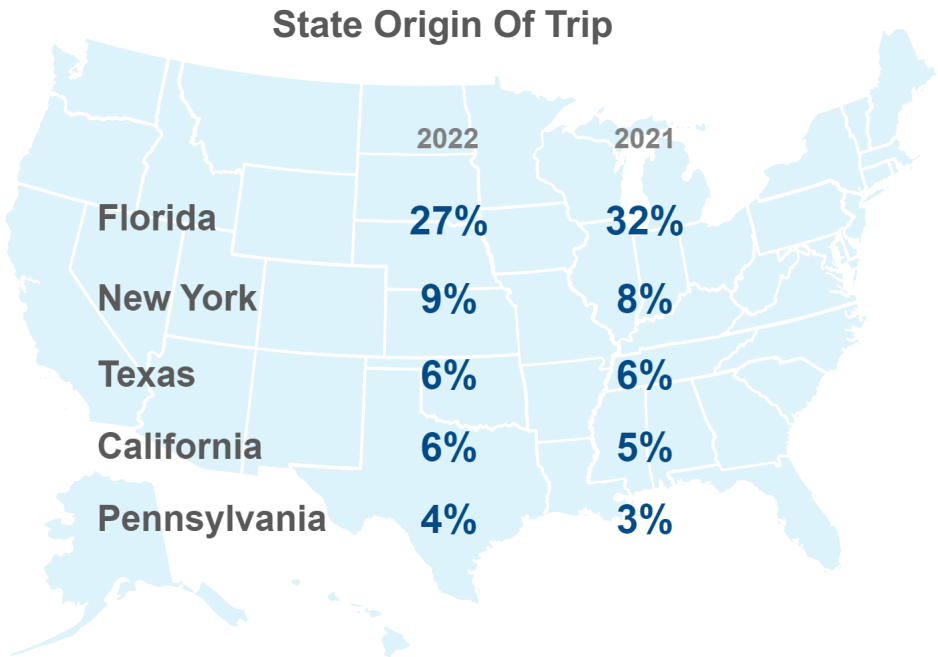 State Origin Of Trip
2022 2021
Florida 27% 32%
New York 9% 8%
Texas 6% 6%
California 6% 5%
Pennsylvania 4% 3%